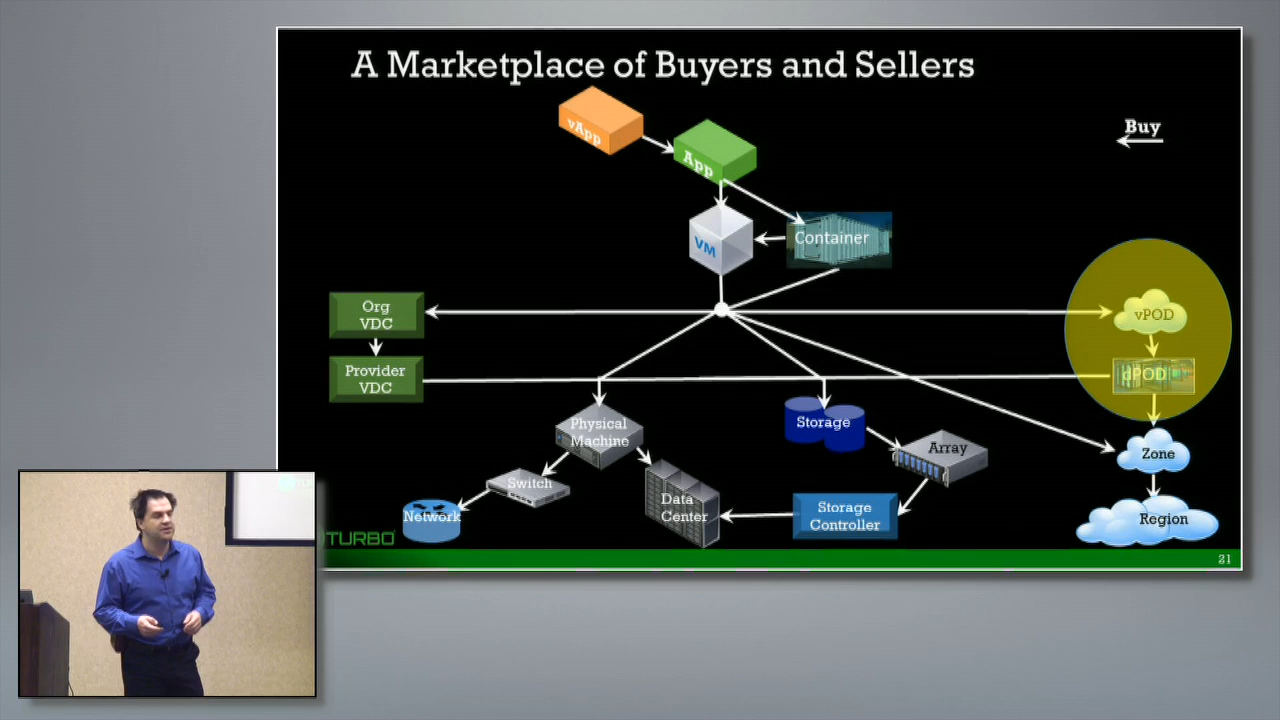 A Marketplace of Buyers and Sellers
vApp
App
Buy
VM
Container
Org
VDC
vPOD
Provider
VDC
dPOD
Physical
Machine
Storage
Array
Zone
Switch
Data
Center
Network
Storage
Controller
Region
TURBO
21